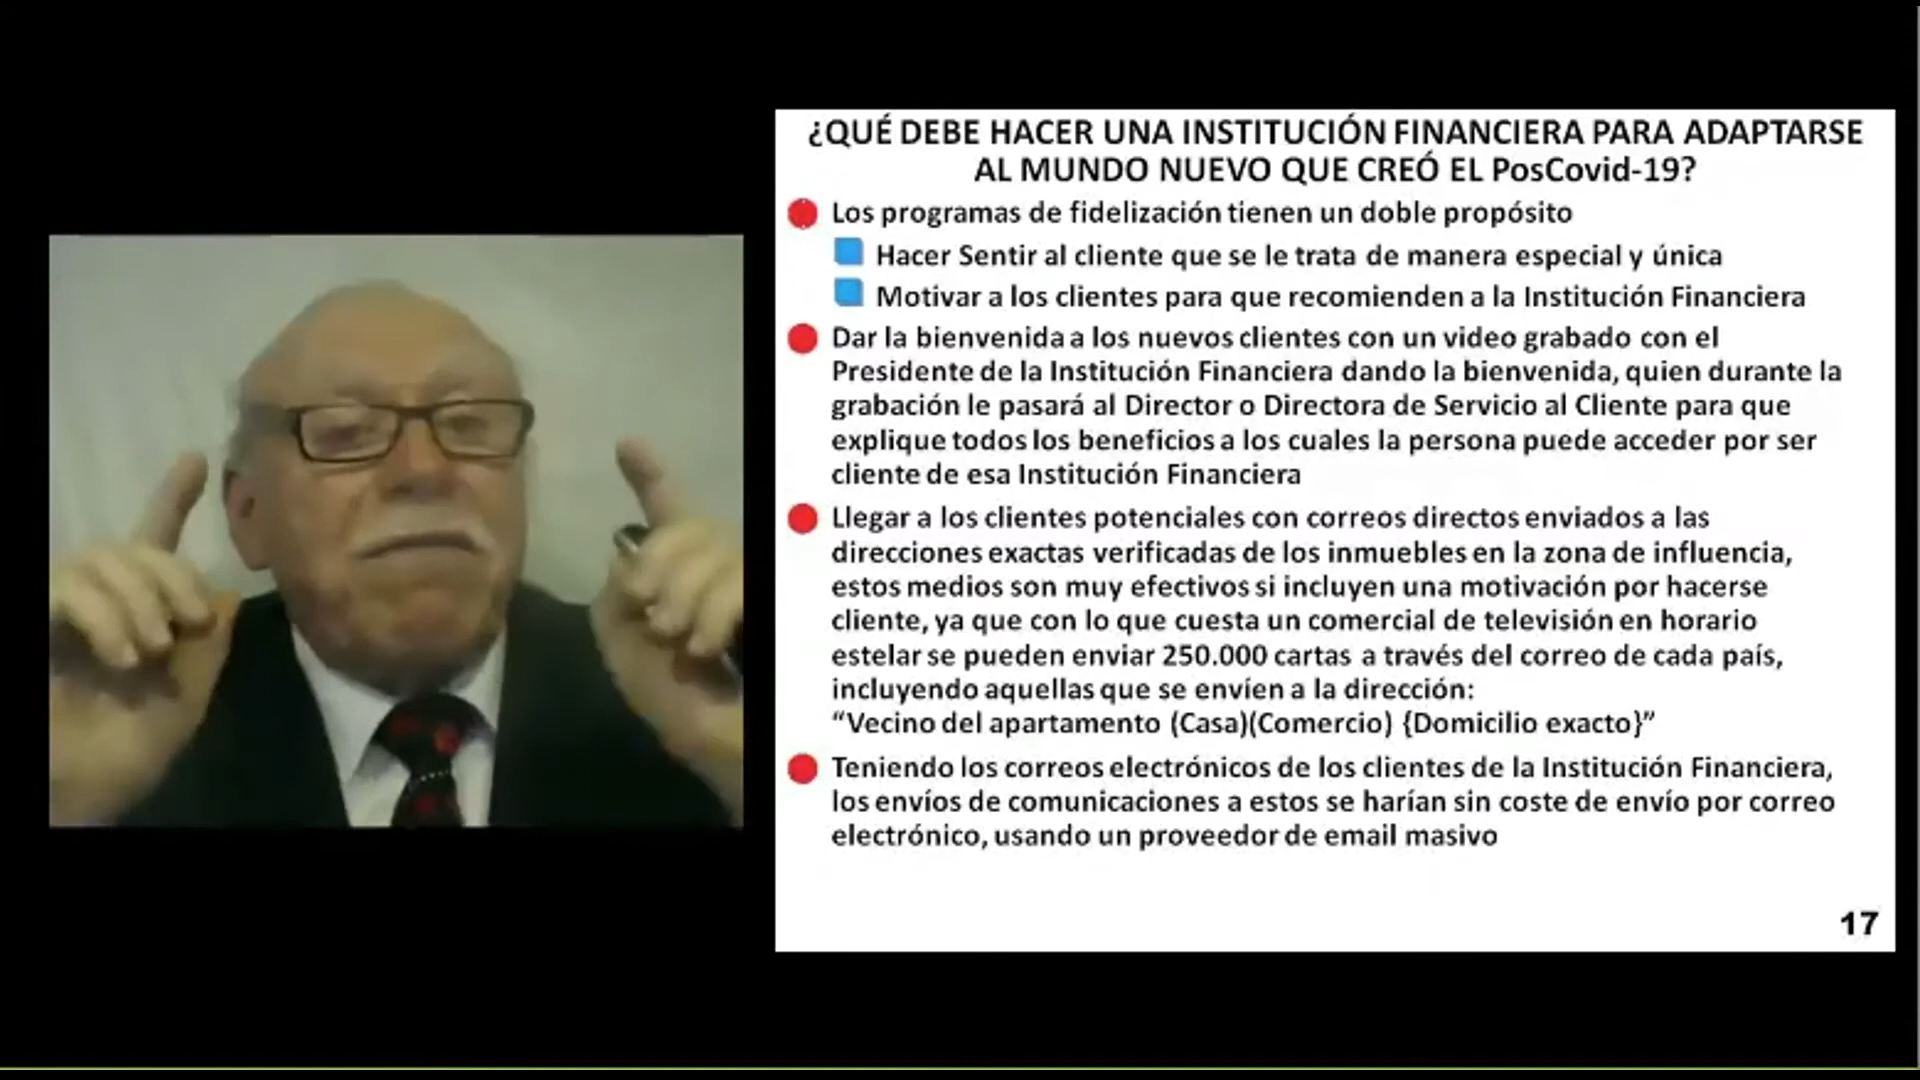 ¿QUÉ DEBE HACER UNA INSTITUCIÓN FINANCIERA PARA ADAPTARSE
AL MUNDO NUEVO QUE CREÓ EL PosCovid-19?
Los programas de fidelización tienen un doble propósito
Hacer Sentir al cliente que se le trata de manera especial y única
Motivar a los clientes para que recomienden a la Institución Financiera
Dar la bienvenida a los nuevos clientes con un video grabado con el
Presidente de la Institución Financiera dando la bienvenida, quien durante la
grabación le pasará al Director o Directora de Servicio al Cliente para que
explique todos los beneficios a los cuales la persona puede acceder por ser
cliente de esa Institución Financiera
Llegar a los clientes potenciales con correos directos enviados a las
direcciones exactas verificadas de los inmuebles en la zona de influencia,
estos medios son muy efectivos si incluyen una motivación por hacerse
cliente, ya que con lo que cuesta un comercial de televisión en horario
estelar se pueden enviar 250.000 cartas a través del correo de cada país,
incluyendo aquellas que se envíen a la dirección:
“Vecino del apartamento (Casa)(Comercio) {Domicilio exacto}”
Teniendo los correos electrónicos de los clientes de la Institución Financiera,
los envíos de comunicaciones a estos se harían sin coste de envío por correo
electrónico, usando un proveedor de email masivo
17